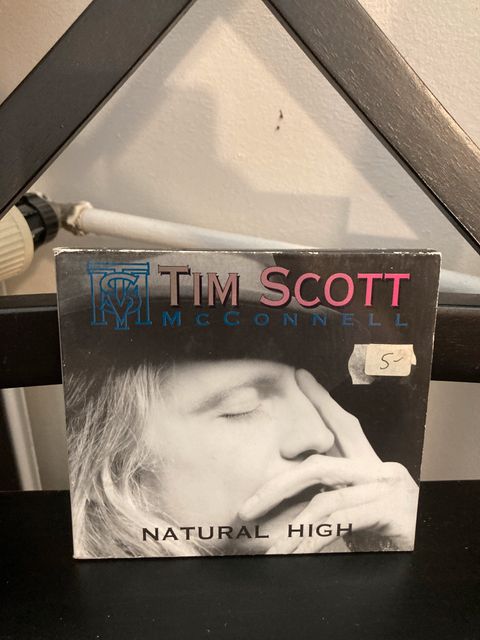 TSM
TIM SCOTT
MCCONNELL
5-
NATURAL HIGH